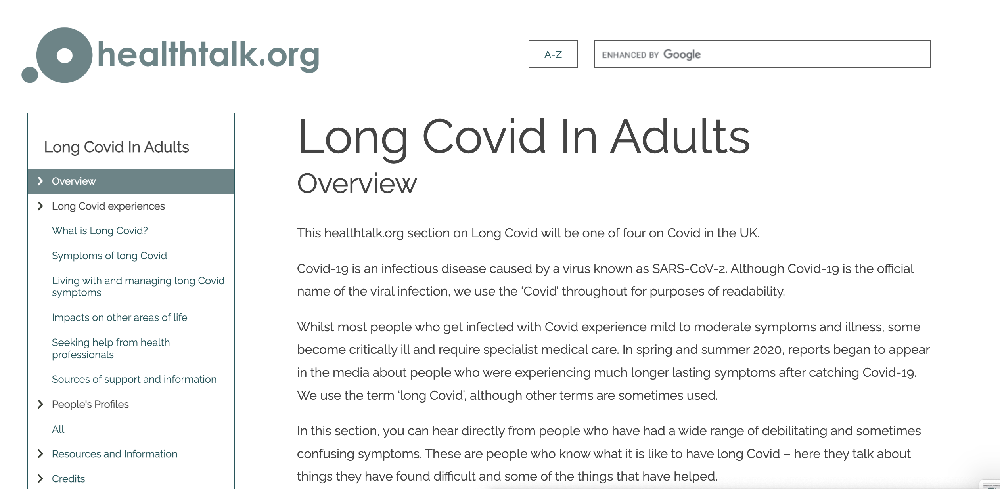 healthtalk.org
A-Z
ENHANCED BY Google
Long Covid In Adults
Overview
Long Covid experiences
What is Long Covid?
Symptoms of long Covid
Living with and managing long Covid
symptoms
Impacts on other areas of life
Seeking help from health
professionals
Sources of support and information
People's Profiles
All
Resources and Information
Credits
Long Covid In Adults
Overview
This healthtalk.org section on Long Covid will be one of four on Covid in the UK.
Covid-19 is an infectious disease caused by a virus known as SARS-CoV-2. Although Covid-19 is the official
name of the viral infection, we use the ‘Covid’ throughout for purposes of readability.
Whilst most people who get infected with Covid experience mild to moderate symptoms and illness, some
become critically ill and require specialist medical care. In spring and summer 2020, reports began to appear
in the media about people who were experiencing much longer lasting symptoms after catching Covid-19.
We use the term ‘long Covid’, although other terms are sometimes used.
In this section, you can hear directly from people who have had a wide range of debilitating and sometimes
confusing symptoms. These are people who know what it is like to have long Covid – here they talk about
things they have found difficult and some of the things that have helped.